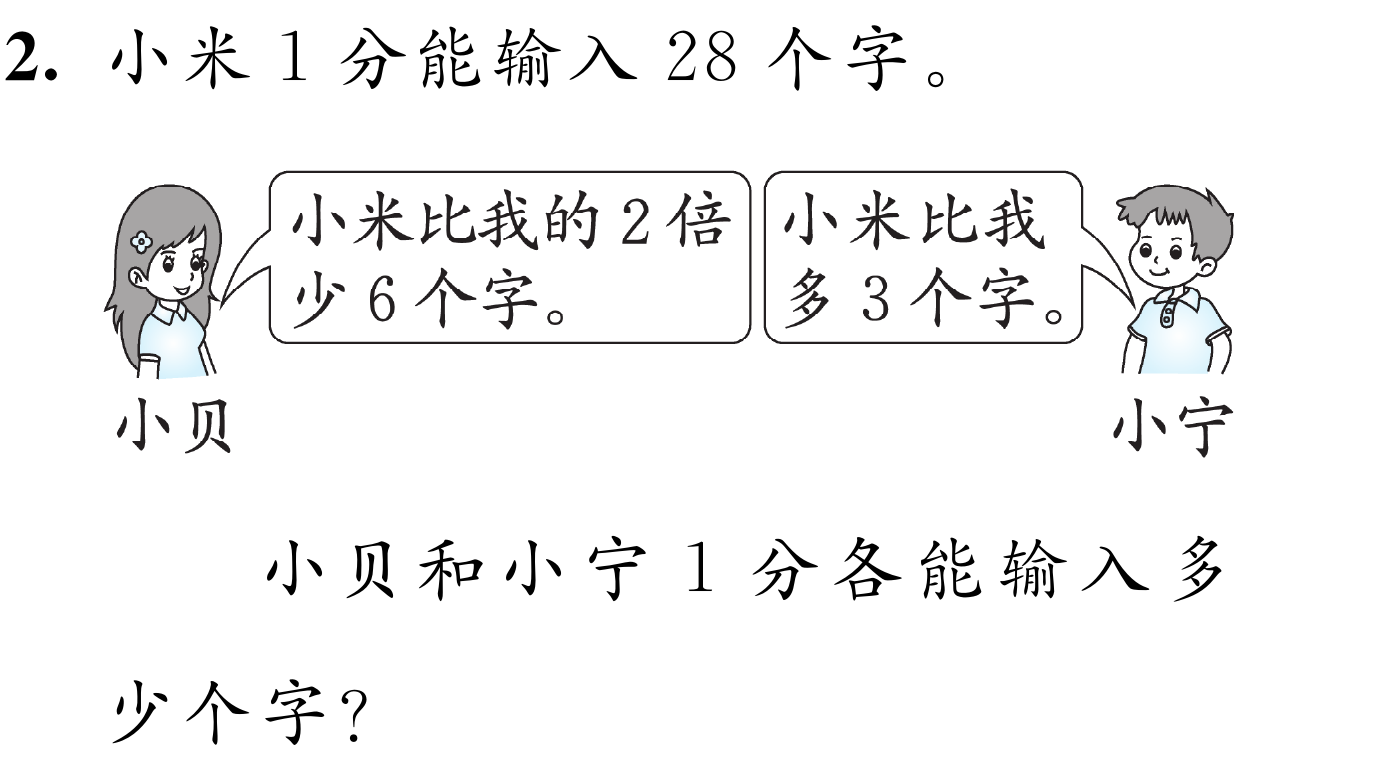 2. 小米1分能输入28个字。
小米比我的2倍
少6个字。
小米比我
多3个字。
小贝
小宁
小贝和小宁1分各能输入多
少个字?